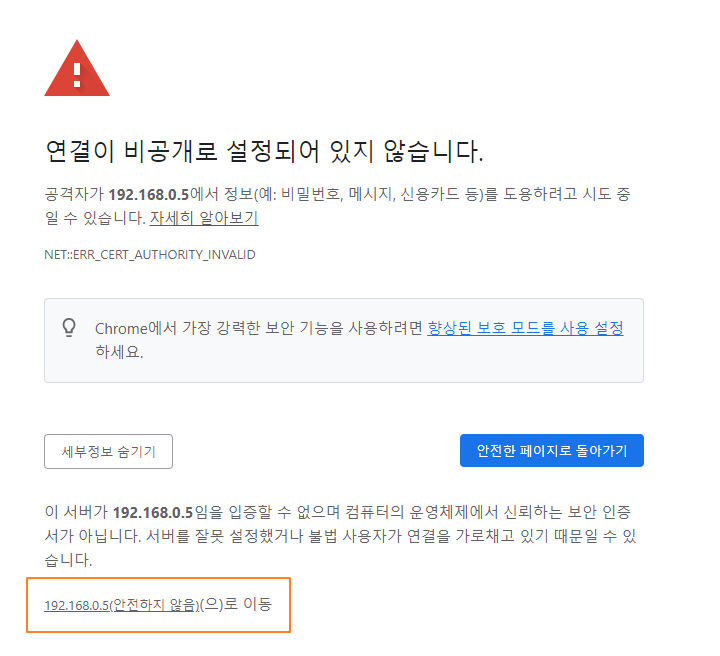 연결이 비공개로 설정되어 있지 않습니다.
공격자가 192.168.0.5에서 정보(예: 비밀번호, 메시지, 신용카드 등)를 도용하려고 시도 중
일 수 있습니다. 자세히 알아보기
NET::ERR_CERT_AUTHORITY_INVALID
Chrome에서 가장 강력한 보안 기능을 사용하려면 향상된 보호 모드를 사용 설정
하세요.
세부정보 숨기기
안전한 페이지로 돌아가기
이 서버가 192.168.0.5임을 입증할 수 없으며 컴퓨터의 운영체제에서 신뢰하는 보안 인증
서가 아닙니다. 서버를 잘못 설정했거나 불법 사용자가 연결을 가로채고 있기 때문일 수 있
습니다.
192.168.0.5(안전하지 않음)(으)로 이동